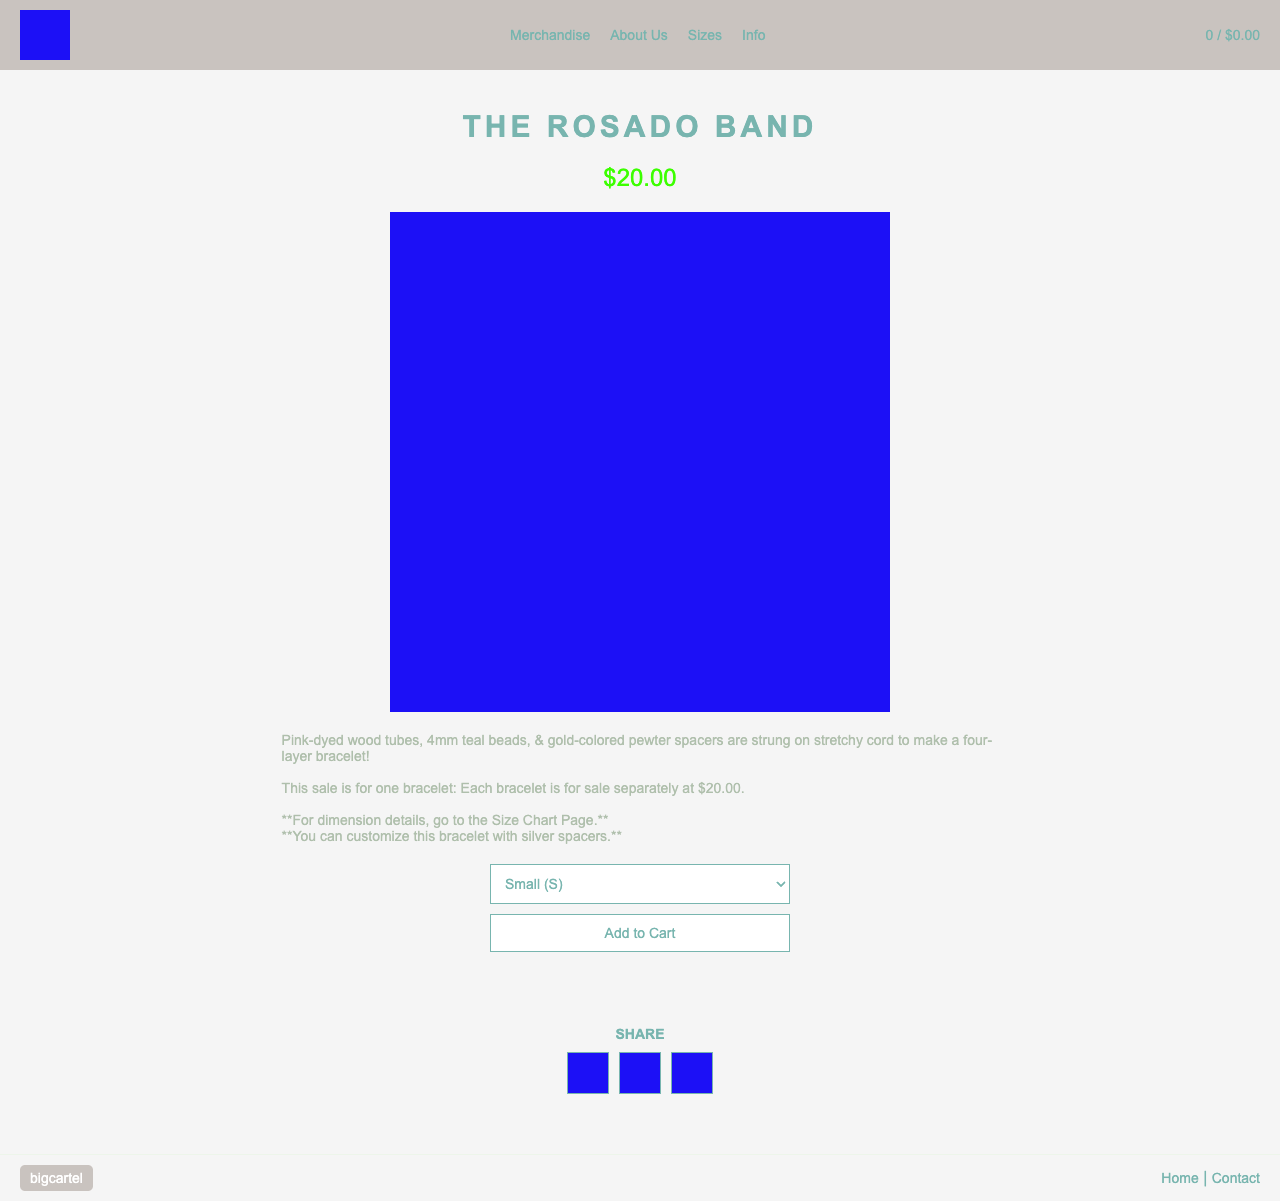 Merchandise About Us Sizes Info 0 / $0.00
THE ROSADO BAND
$20.00
Pink-dyed wood tubes, 4mm teal beads, & gold-colored pewter spacers are strung on stretchy cord to make a four-
layer bracelet!
This sale is for one bracelet: Each bracelet is for sale separately at $20.00.
**For dimension details, go to the Size Chart Page.**
**You can customize this bracelet with silver spacers.**
Small (S)
Add to Cart
SHARE
bigcartel Home | Contact